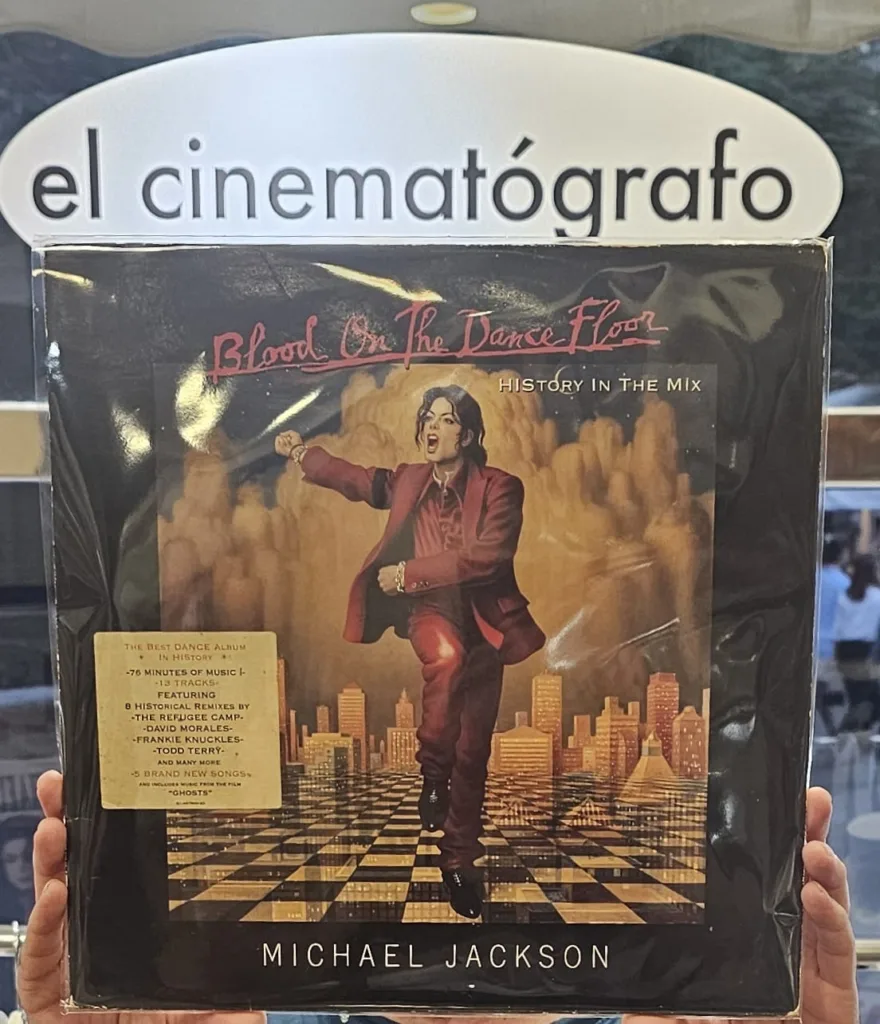 el cinematógrafo
Blood On The Dance Floor
HIStory In The Mix
The Best Dance Album
* In HIStory *
-76 Minutes of Music!-
-13 Tracks-
Featuring
8 HIStorical Remixes by
-The Refugee Camp-
-David Morales-
-Frankie Knuckles-
-Todd Terry-
and many more
-5 Brand New Songs-
and includes music from the film
"Ghosts"
MICHAEL JACKSON